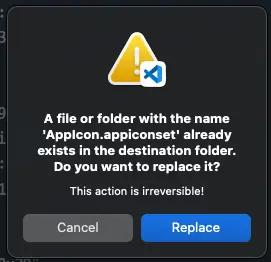 A file or folder with the name
'AppIcon.appiconset' already
exists in the destination folder.
Do you want to replace it?
This action is irreversible!
Cancel
Replace